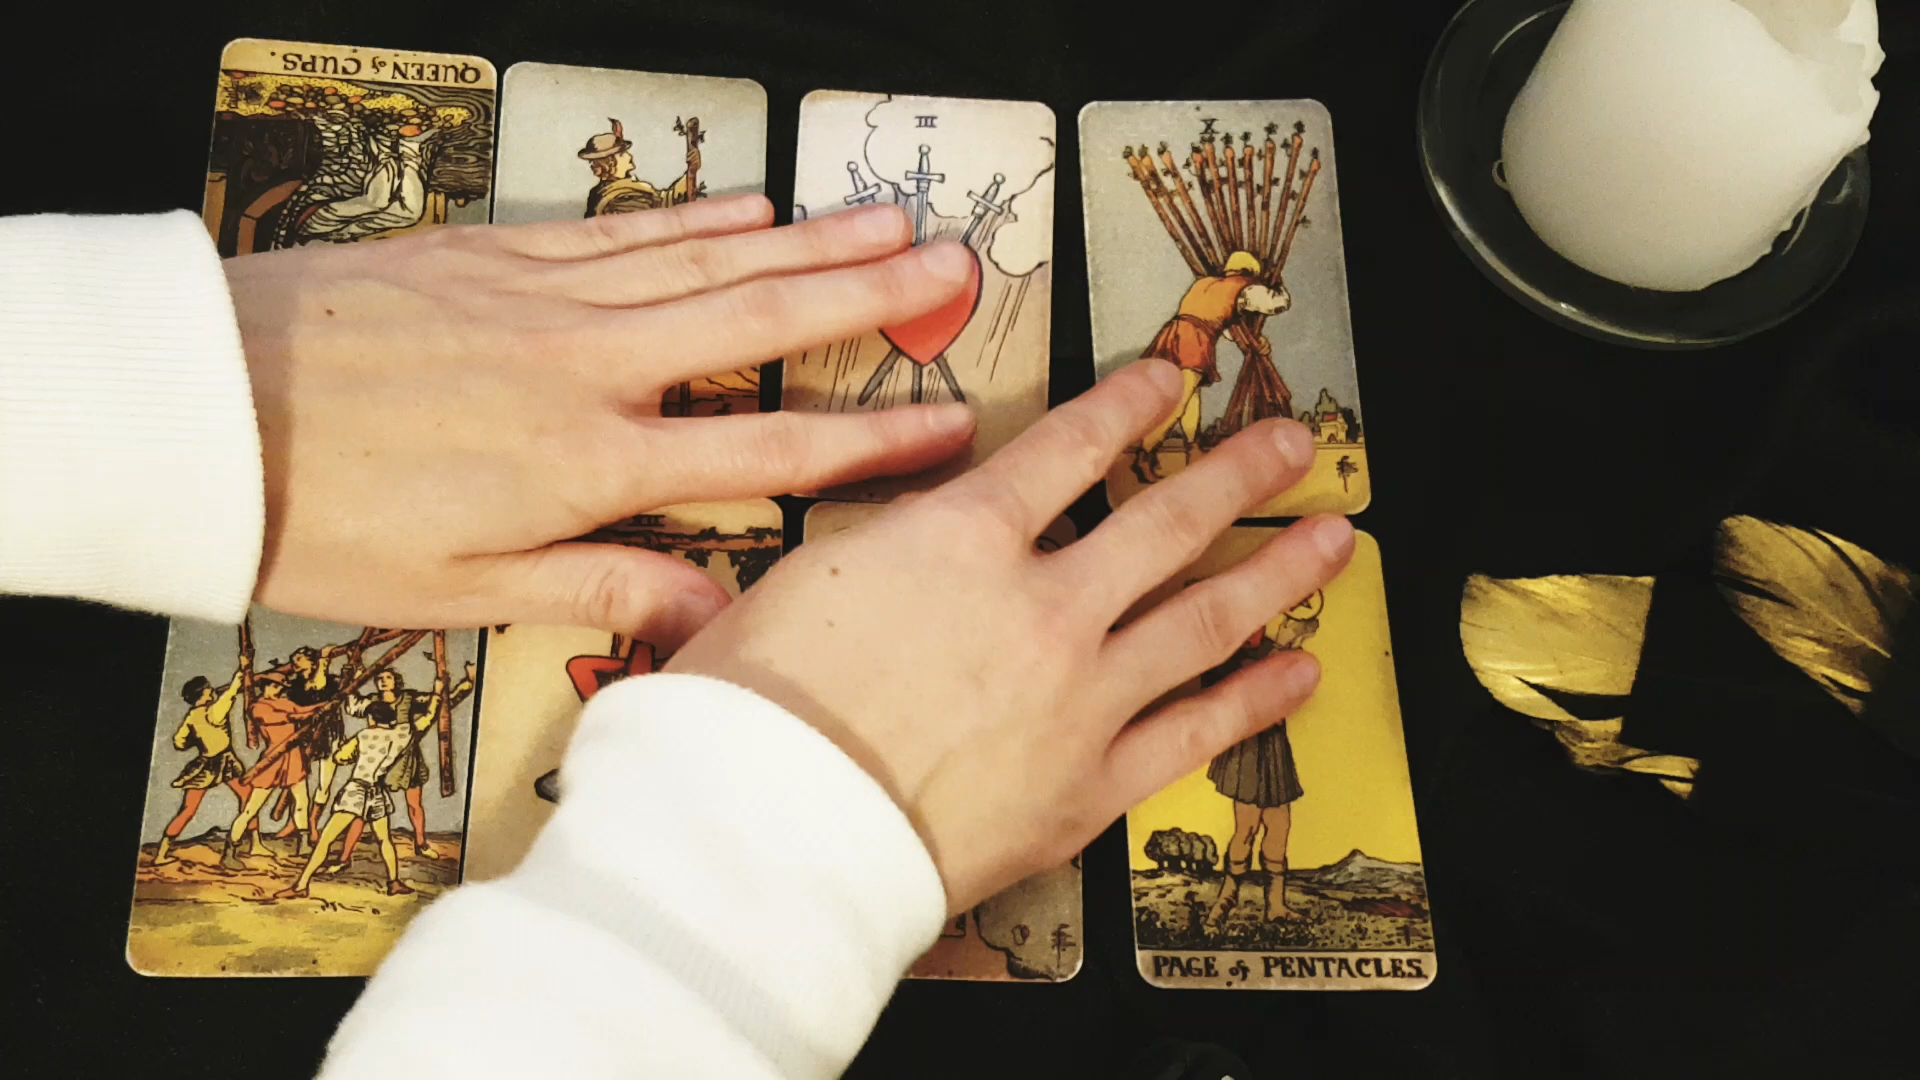 QUEEN of CUPS.
III
X
PAGE of PENTACLES.